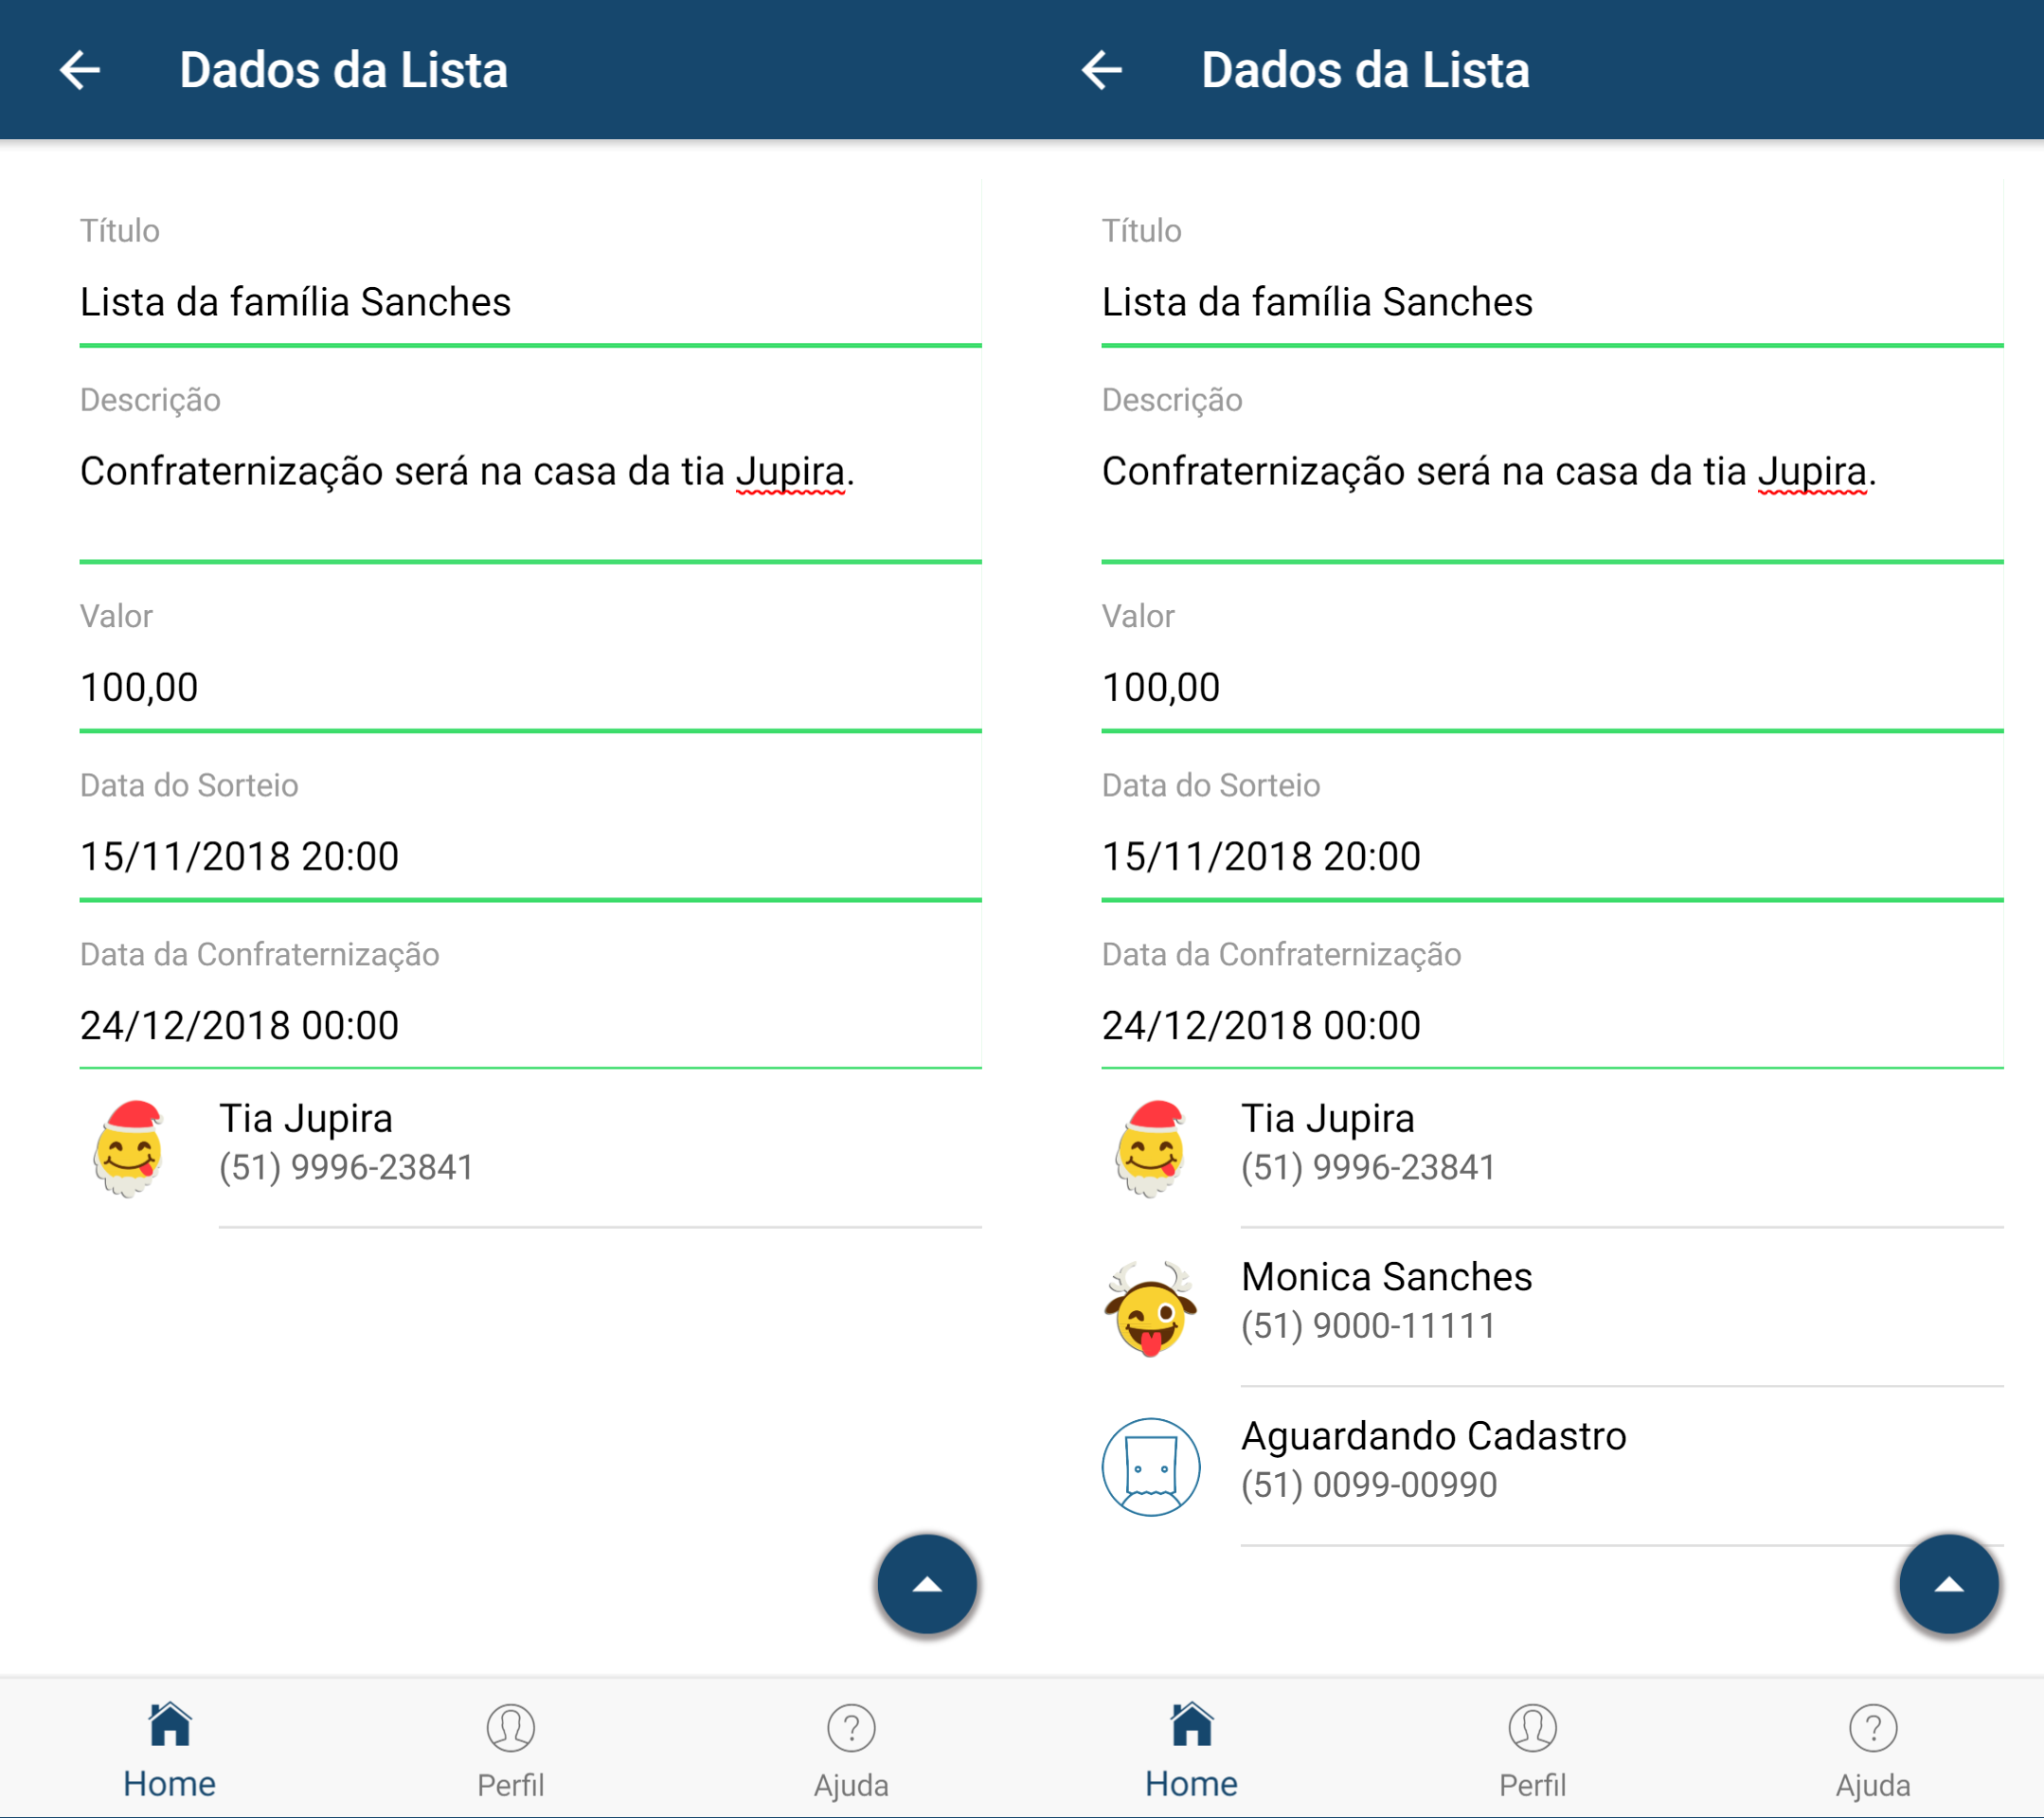 Dados da Lista
Título
Lista da família Sanches
Descrição
Confraternização será na casa da tia Jupira.
Valor
100,00
Data do Sorteio
15/11/2018 20:00
Data da Confraternização
24/12/2018 00:00
Tia Jupira
(51) 9996-23841
Home
Perfil
Ajuda
Dados da Lista
Título
Lista da família Sanches
Descrição
Confraternização será na casa da tia Jupira.
Valor
100,00
Data do Sorteio
15/11/2018 20:00
Data da Confraternização
24/12/2018 00:00
Tia Jupira
(51) 9996-23841
Monica Sanches
(51) 9000-11111
Aguardando Cadastro
(51) 0099-00990
Home
Perfil
Ajuda